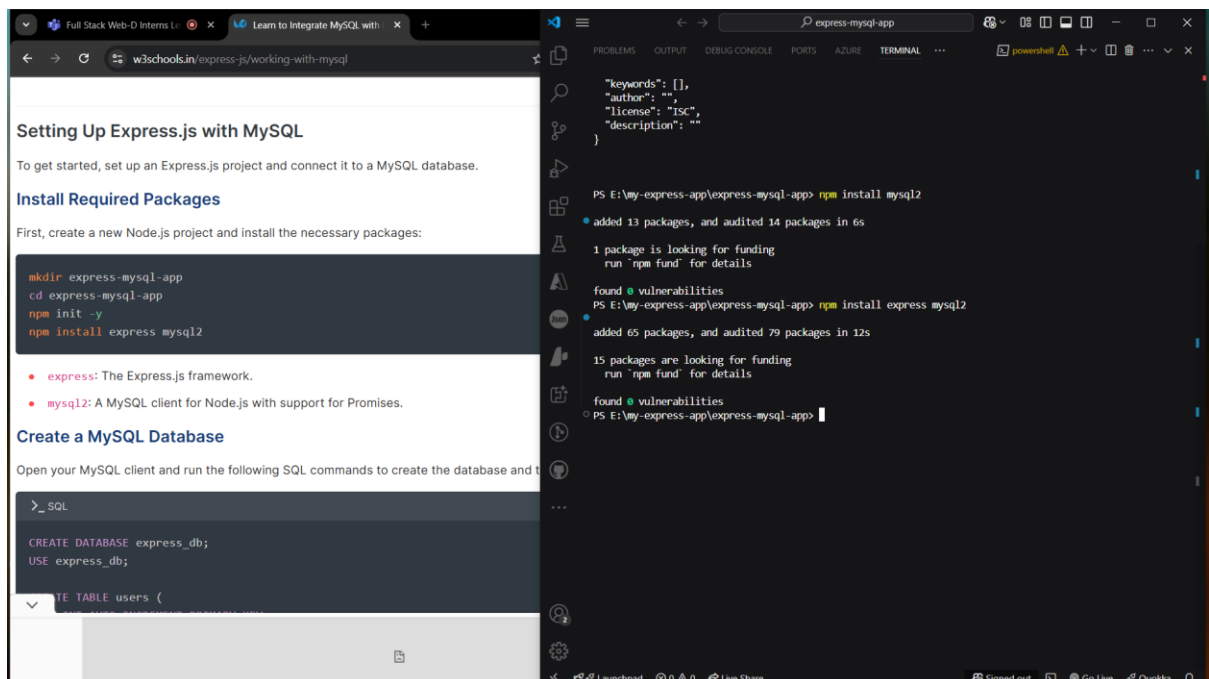 Full Stack Web-D Interns Le
Learn to Integrate MySQL with
w3schools.in/express-js/working-with-mysql
Setting Up Express.js with MySQL
To get started, set up an Express.js project and connect it to a MySQL database.
Install Required Packages
First, create a new Node.js project and install the necessary packages:
mkdir express-mysql-app
cd express-mysql-app
npm init -y
npm install express mysql2
express: The Express.js framework.
mysql2: A MySQL client for Node.js with support for Promises.
Create a MySQL Database
Open your MySQL client and run the following SQL commands to create the database and t
>_ SQL
CREATE DATABASE express_db;
USE express_db;
TE TABLE users (
express-mysql-app
PROBLEMS OUTPUT DEBUG CONSOLE PORTS AZURE TERMINAL ...
powershell
"keywords": [],
"author": "",
"license": "ISC",
"description": ""
}
PS E:\my-express-app\express-mysql-app> npm install mysql2
added 13 packages, and audited 14 packages in 6s
1 package is looking for funding
run `npm fund` for details
found 0 vulnerabilities
PS E:\my-express-app\express-mysql-app> npm install express mysql2
added 65 packages, and audited 79 packages in 12s
15 packages are looking for funding
run `npm fund` for details
found 0 vulnerabilities
PS E:\my-express-app\express-mysql-app>
Json
2
Launchpad 0 0 Live Share
Signed out Go Live Quokka